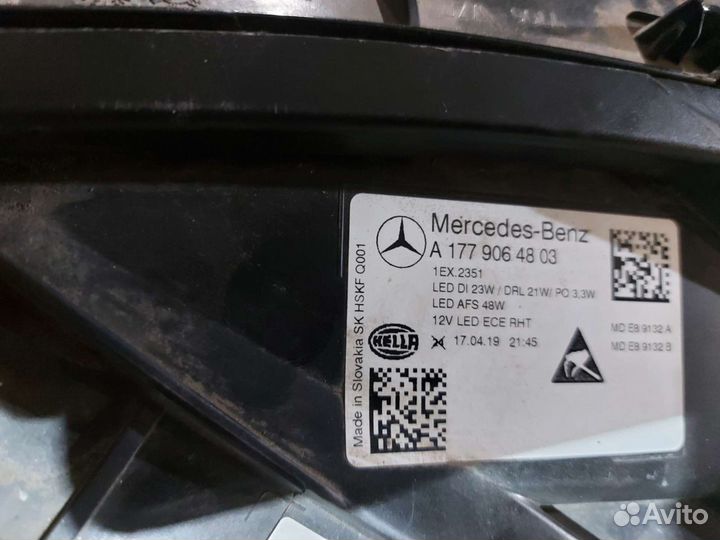 Mercedes-Benz
A 177 906 48 03
1EX.2351
LED DI 23W / DRL 21W/ PO 3,3W
LED AFS 48W
12V LED ECE RHT
HELLA
17.04.19 21:45
MD E8 9132 A
MD E8 9132 B
Made in Slovakia SK HSKF Q001
Avito